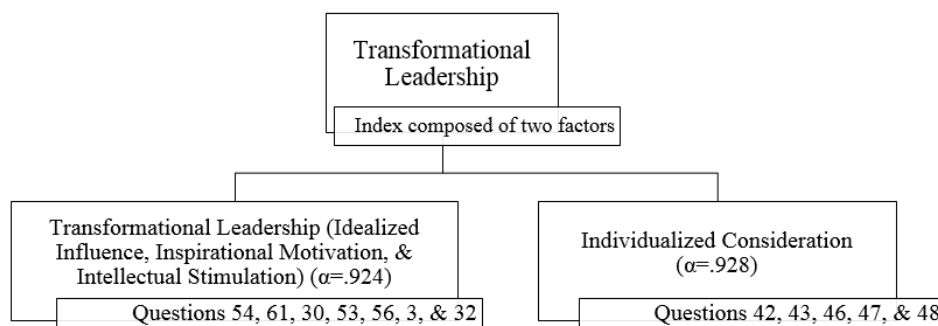 Transformational
Leadership
Index composed of two factors
Transformational Leadership (Idealized
Influence, Inspirational Motivation, &
Intellectual Stimulation) (α=.924)
Questions 54, 61, 30, 53, 56, 3, & 32
Individualized Consideration
(α=.928)
Questions 42, 43, 46, 47, & 48